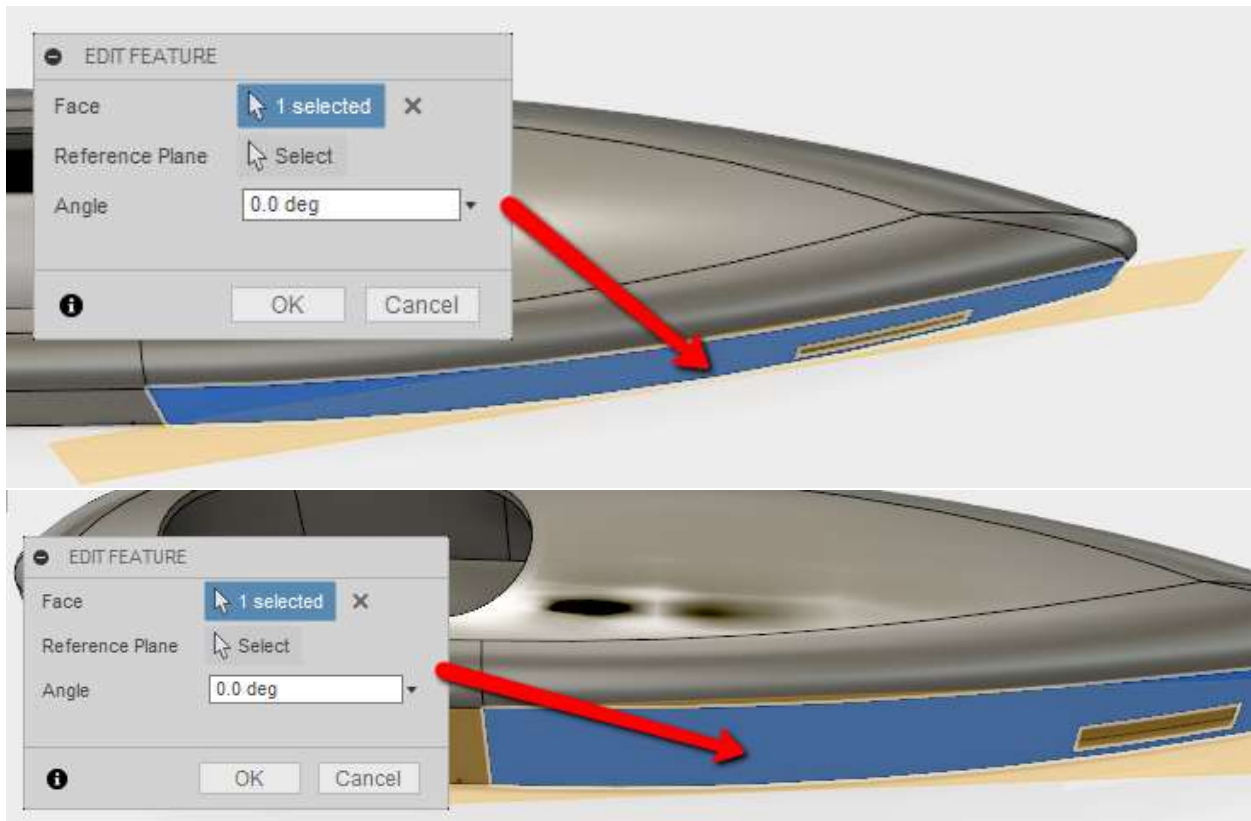 EDIT FEATURE
Face 1 selected
Reference Plane Select
Angle 0.0 deg
OK Cancel
EDIT FEATURE
Face 1 selected
Reference Plane Select
Angle 0.0 deg
OK Cancel